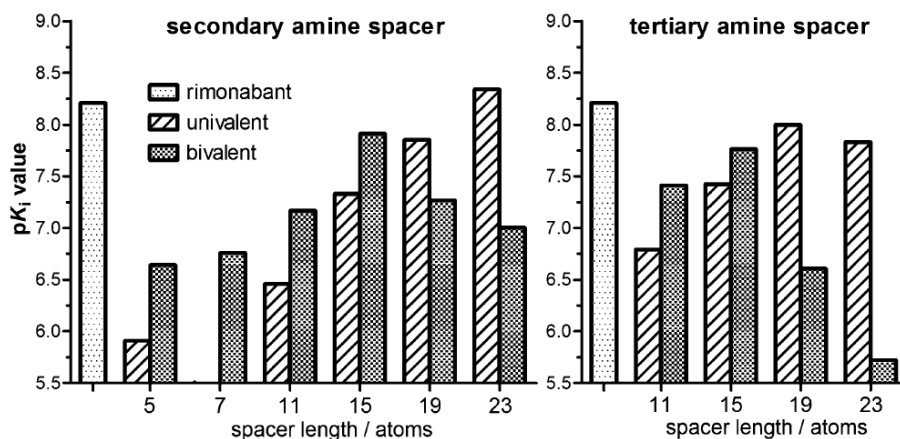 secondary amine spacer
tertiary amine spacer
pKi value
9.0
8.5
8.0
7.5
7.0
6.5
6.0
5.5
rimonabant
univalent
bivalent
5 7 11 15 19 23
spacer length / atoms
9.0
8.5
8.0
7.5
7.0
6.5
6.0
5.5
11 15 19 23
spacer length / atoms